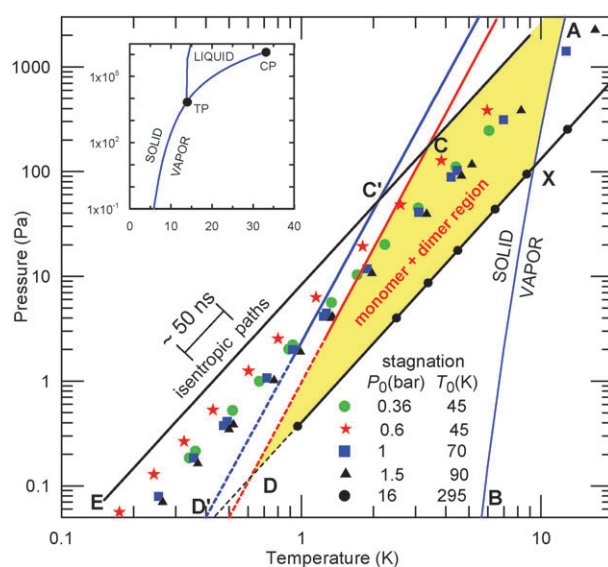 LIQUID
CP
TP
SOLID
VAPOR
1x10⁵
1x10²
1x10⁻¹
0 10 20 30 40
1000
100
10
1
0.1
Pressure (Pa)
A
C
C'
X
monomer + dimer region
SOLID
VAPOR
~ 50 ns
isentropic paths
stagnation
P₀(bar) T₀(K)
0.36 45
0.6 45
1 70
1.5 90
16 295
E
D'
D
B
0.1 1 10
Temperature (K)